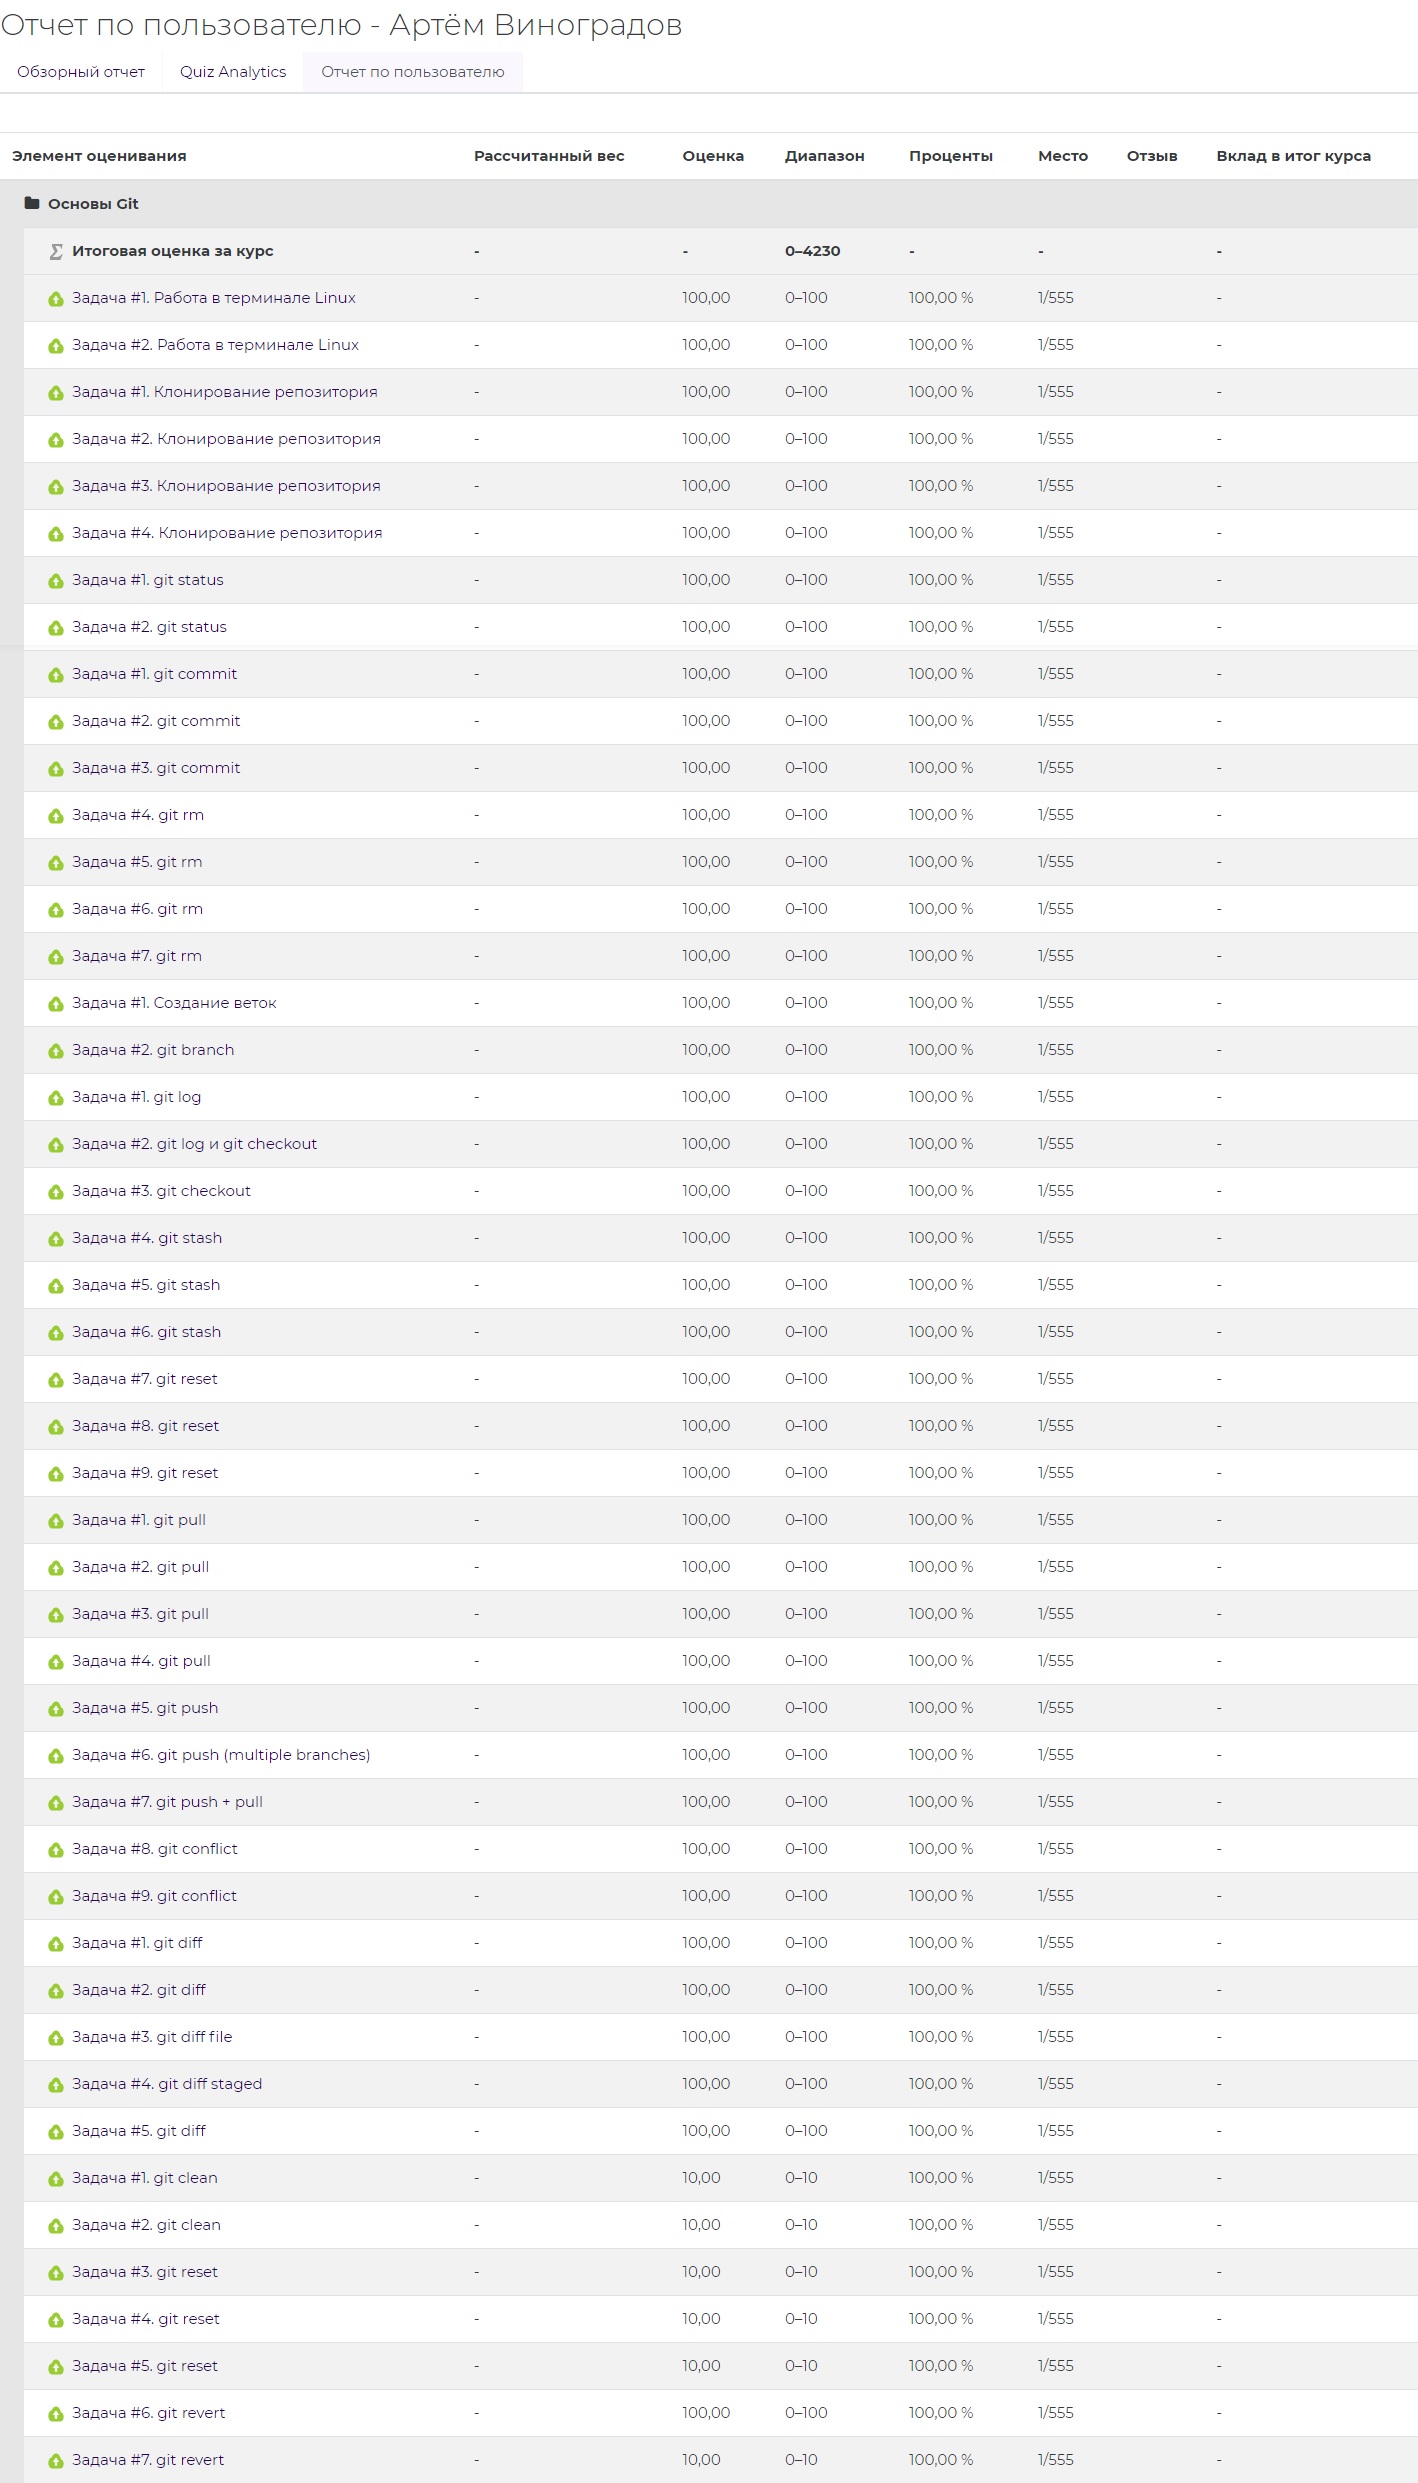 Отчет по пользователю - Артём Виноградов
Обзорный отчет Quiz Analytics Отчет по пользователю
Элемент оценивания Рассчитанный вес Оценка Диапазон Проценты Место Отзыв Вклад в итог курса
Основы Git
Итоговая оценка за курс - - 0–4230 - - -
Задача #1. Работа в терминале Linux - 100,00 0–100 100,00 % 1/555 -
Задача #2. Работа в терминале Linux - 100,00 0–100 100,00 % 1/555 -
Задача #1. Клонирование репозитория - 100,00 0–100 100,00 % 1/555 -
Задача #2. Клонирование репозитория - 100,00 0–100 100,00 % 1/555 -
Задача #3. Клонирование репозитория - 100,00 0–100 100,00 % 1/555 -
Задача #4. Клонирование репозитория - 100,00 0–100 100,00 % 1/555 -
Задача #1. git status - 100,00 0–100 100,00 % 1/555 -
Задача #2. git status - 100,00 0–100 100,00 % 1/555 -
Задача #1. git commit - 100,00 0–100 100,00 % 1/555 -
Задача #2. git commit - 100,00 0–100 100,00 % 1/555 -
Задача #3. git commit - 100,00 0–100 100,00 % 1/555 -
Задача #4. git rm - 100,00 0–100 100,00 % 1/555 -
Задача #5. git rm - 100,00 0–100 100,00 % 1/555 -
Задача #6. git rm - 100,00 0–100 100,00 % 1/555 -
Задача #7. git rm - 100,00 0–100 100,00 % 1/555 -
Задача #1. Создание веток - 100,00 0–100 100,00 % 1/555 -
Задача #2. git branch - 100,00 0–100 100,00 % 1/555 -
Задача #1. git log - 100,00 0–100 100,00 % 1/555 -
Задача #2. git log и git checkout - 100,00 0–100 100,00 % 1/555 -
Задача #3. git checkout - 100,00 0–100 100,00 % 1/555 -
Задача #4. git stash - 100,00 0–100 100,00 % 1/555 -
Задача #5. git stash - 100,00 0–100 100,00 % 1/555 -
Задача #6. git stash - 100,00 0–100 100,00 % 1/555 -
Задача #7. git reset - 100,00 0–100 100,00 % 1/555 -
Задача #8. git reset - 100,00 0–100 100,00 % 1/555 -
Задача #9. git reset - 100,00 0–100 100,00 % 1/555 -
Задача #1. git pull - 100,00 0–100 100,00 % 1/555 -
Задача #2. git pull - 100,00 0–100 100,00 % 1/555 -
Задача #3. git pull - 100,00 0–100 100,00 % 1/555 -
Задача #4. git pull - 100,00 0–100 100,00 % 1/555 -
Задача #5. git push - 100,00 0–100 100,00 % 1/555 -
Задача #6. git push (multiple branches) - 100,00 0–100 100,00 % 1/555 -
Задача #7. git push + pull - 100,00 0–100 100,00 % 1/555 -
Задача #8. git conflict - 100,00 0–100 100,00 % 1/555 -
Задача #9. git conflict - 100,00 0–100 100,00 % 1/555 -
Задача #1. git diff - 100,00 0–100 100,00 % 1/555 -
Задача #2. git diff - 100,00 0–100 100,00 % 1/555 -
Задача #3. git diff file - 100,00 0–100 100,00 % 1/555 -
Задача #4. git diff staged - 100,00 0–100 100,00 % 1/555 -
Задача #5. git diff - 100,00 0–100 100,00 % 1/555 -
Задача #1. git clean - 10,00 0–10 100,00 % 1/555 -
Задача #2. git clean - 10,00 0–10 100,00 % 1/555 -
Задача #3. git reset - 10,00 0–10 100,00 % 1/555 -
Задача #4. git reset - 10,00 0–10 100,00 % 1/555 -
Задача #5. git reset - 10,00 0–10 100,00 % 1/555 -
Задача #6. git revert - 100,00 0–100 100,00 % 1/555 -
Задача #7. git revert - 10,00 0–10 100,00 % 1/555 -